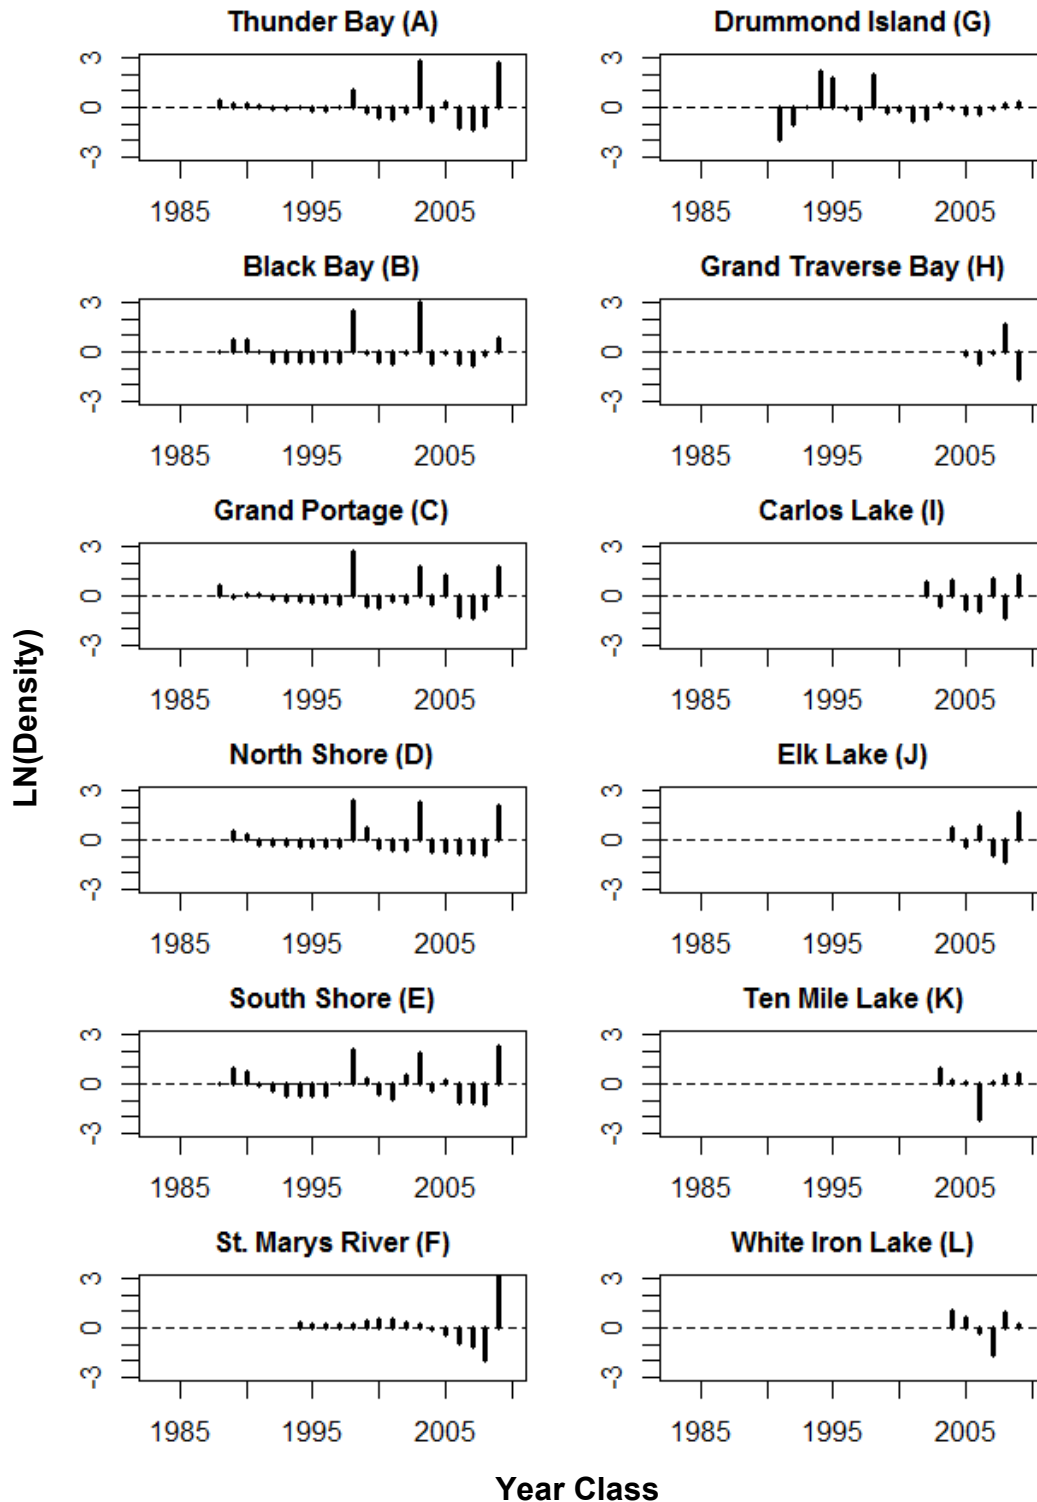 Thunder Bay (A)
3
0
-3
1985 1995 2005
Drummond Island (G)
3
0
-3
1985 1995 2005
Black Bay (B)
3
0
-3
1985 1995 2005
Grand Traverse Bay (H)
3
0
-3
1985 1995 2005
Grand Portage (C)
3
0
-3
1985 1995 2005
Carlos Lake (I)
3
0
-3
1985 1995 2005
LN(Density)
North Shore (D)
3
0
-3
1985 1995 2005
Elk Lake (J)
3
0
-3
1985 1995 2005
South Shore (E)
3
0
-3
1985 1995 2005
Ten Mile Lake (K)
3
0
-3
1985 1995 2005
St. Marys River (F)
3
0
-3
1985 1995 2005
White Iron Lake (L)
3
0
-3
1985 1995 2005
Year Class